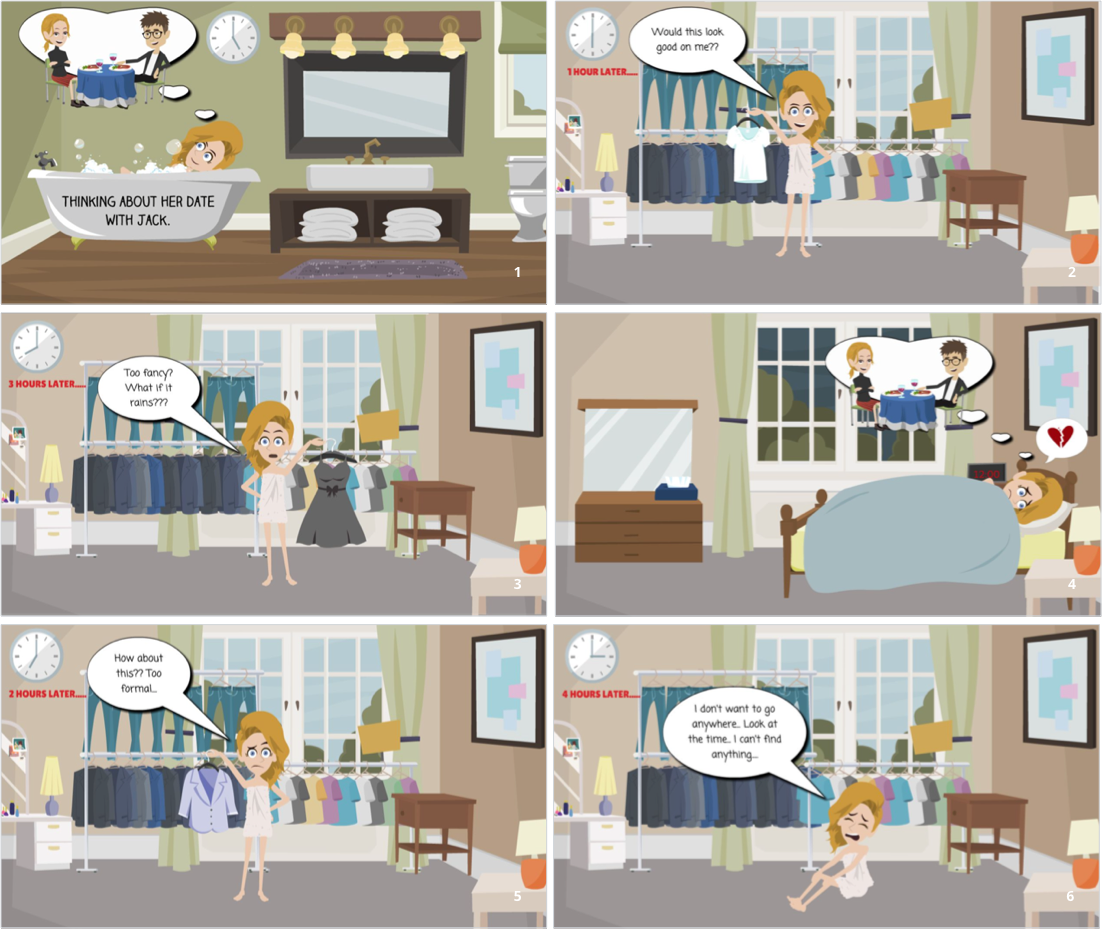 THINKING ABOUT HER DATE
WITH JACK.
1
1 HOUR LATER.....
Would this look
good on me??
2
3 HOURS LATER.....
Too fancy?
What if it
rains???
3
12:00
4
2 HOURS LATER.....
How about
this?? Too
formal...
5
4 HOURS LATER.....
I don't want to go
anywhere.. Look at
the time.. I can't find
anything....
6